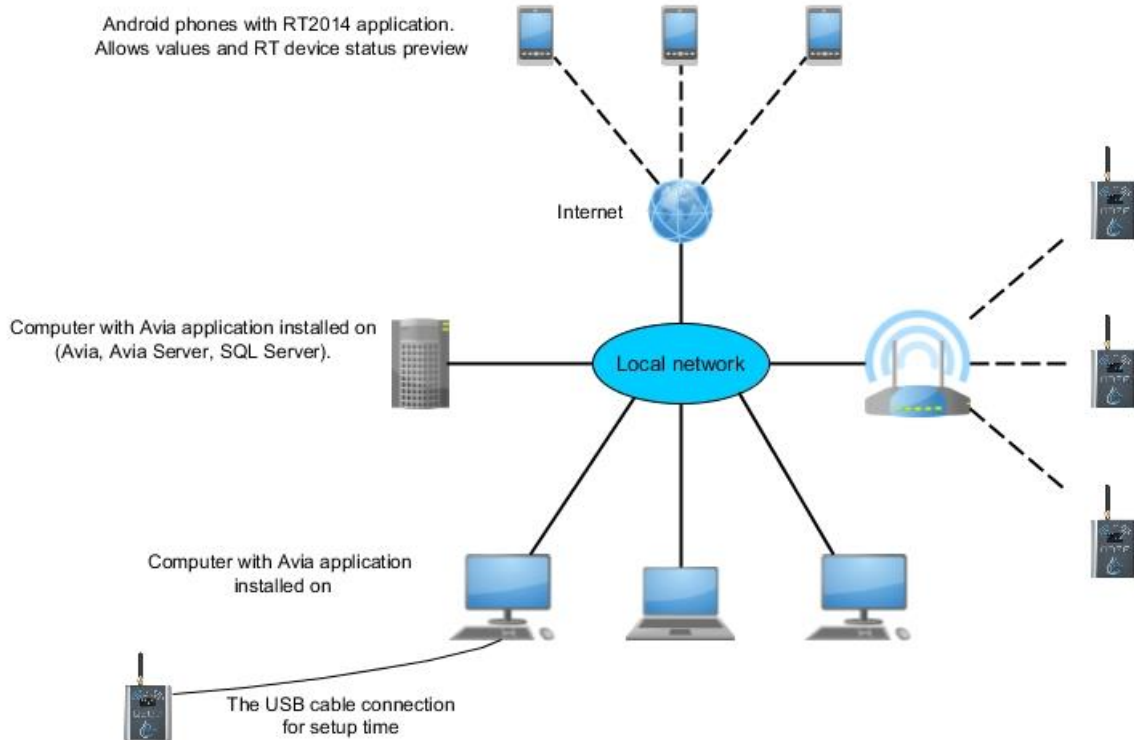 Android phones with RT2014 application.
Allows values and RT device status preview
Internet
Computer with Avia application installed on
(Avia, Avia Server, SQL Server).
Local network
Computer with Avia application
installed on
The USB cable connection
for setup time